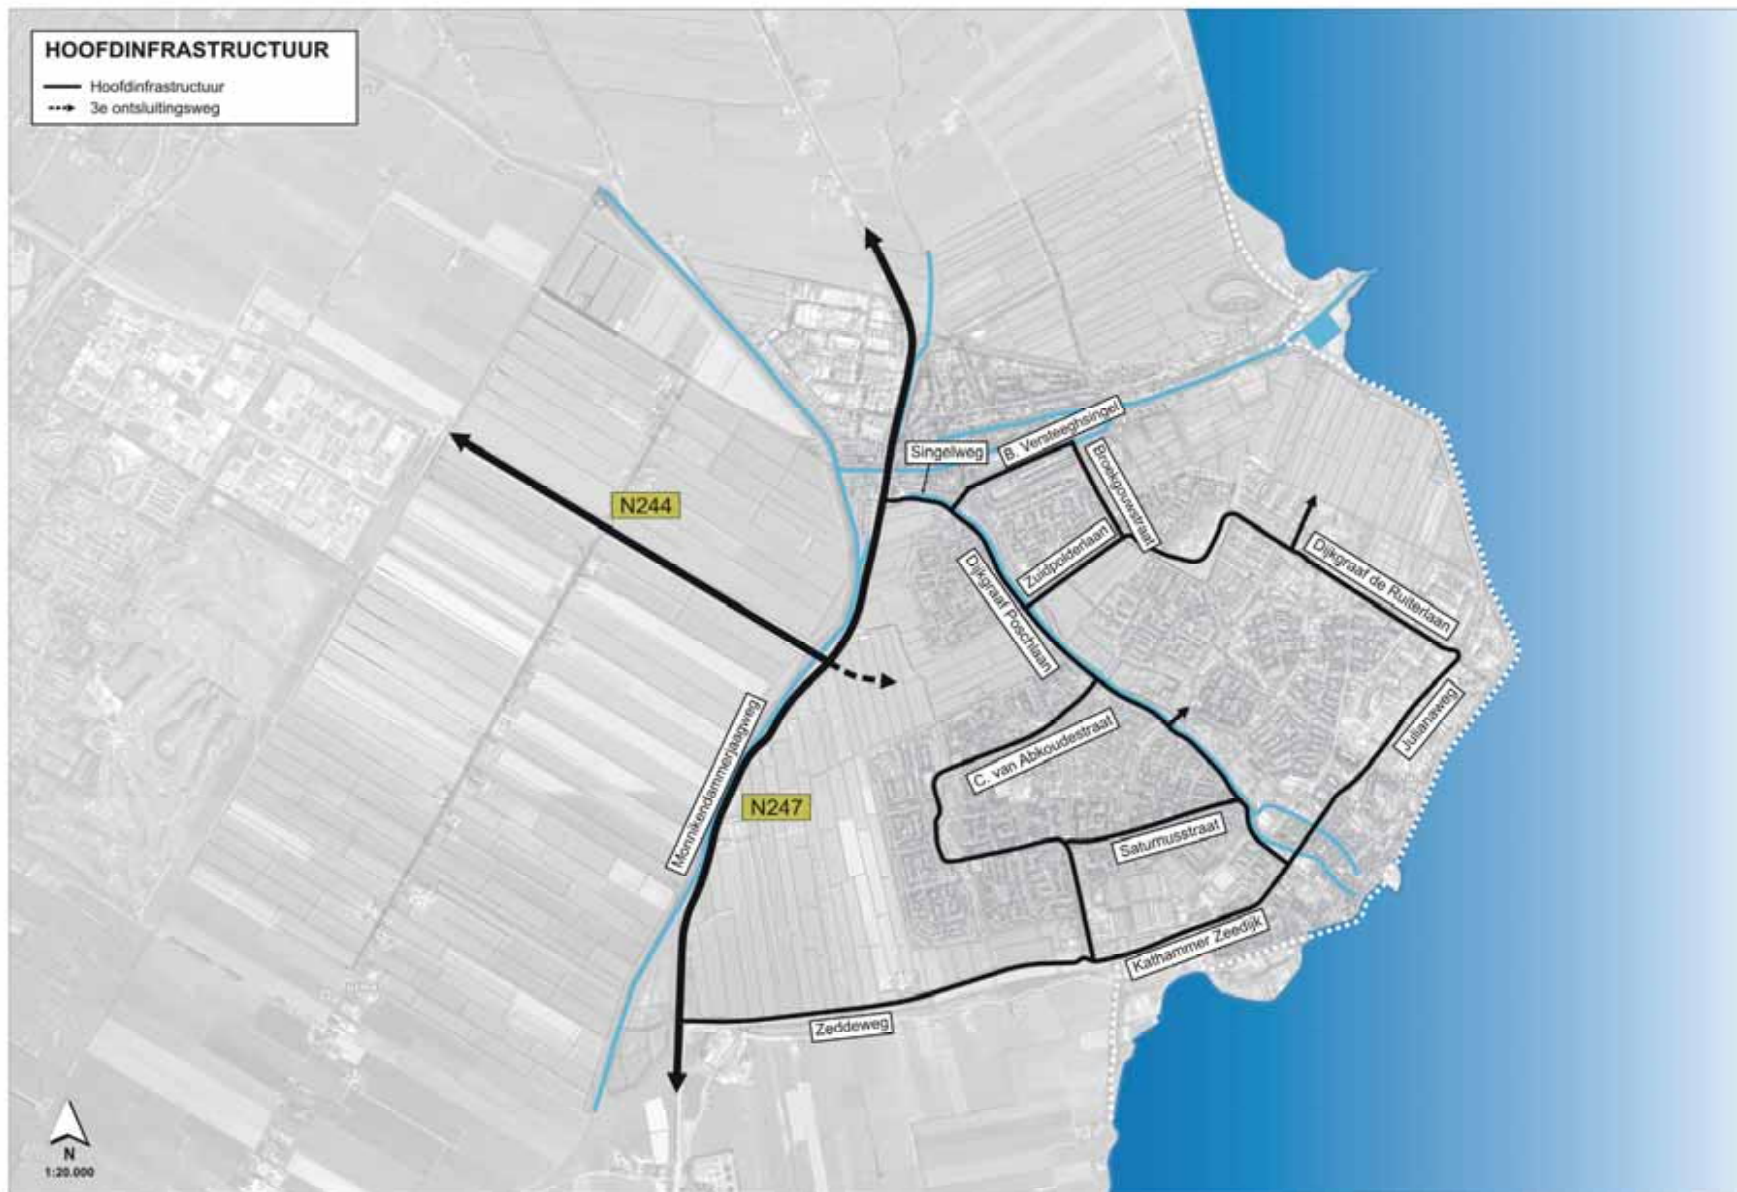 HOOFDINFRASTRUCTUUR
Hoofdinfrastructuur
3e ontsluitingsweg
B. Versteeghsingel
Singelweg
Broekgouwstraat
N244
Zuidpolderlaan
Dijkgraaf de Ruiterlaan
Dijkgraaf Poschlaan
Julianaweg
C. van Abkoudestraat
Monnikendammerjaagweg
N247
Saturnusstraat
Kathammer Zeedijk
Zeddeweg
N
1:20.000